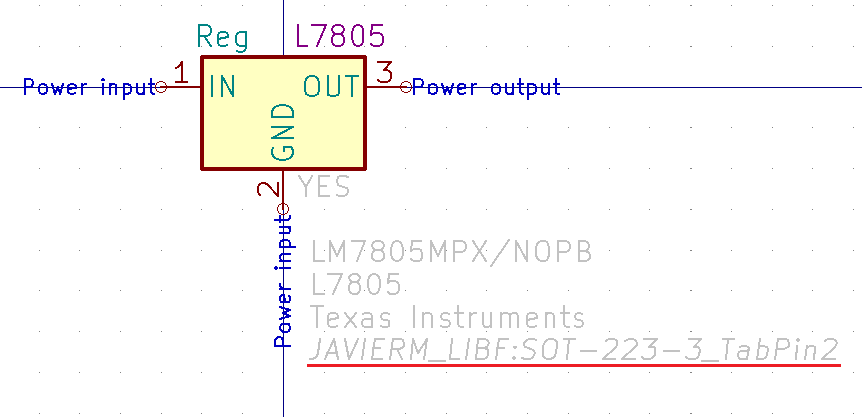 Reg L7805
Power input 1 IN OUT 3 Power output
GND
2 YES
Power input
LM7805MPX/NOPB
L7805
Texas Instruments
JAVIERM_LIBF:SOT-223-3_TabPin2